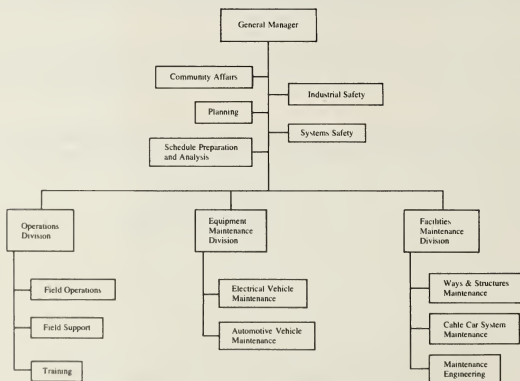 General Manager
Community Affairs
Industrial Safety
Planning
Systems Safety
Schedule Preparation
and Analysis
Operations
Division
Field Operations
Field Support
Training
Equipment
Maintenance
Division
Electrical Vehicle
Maintenance
Automotive Vehicle
Maintenance
Facilities
Maintenance
Division
Ways & Structures
Maintenance
Cable Car System
Maintenance
Maintenance
Engineering